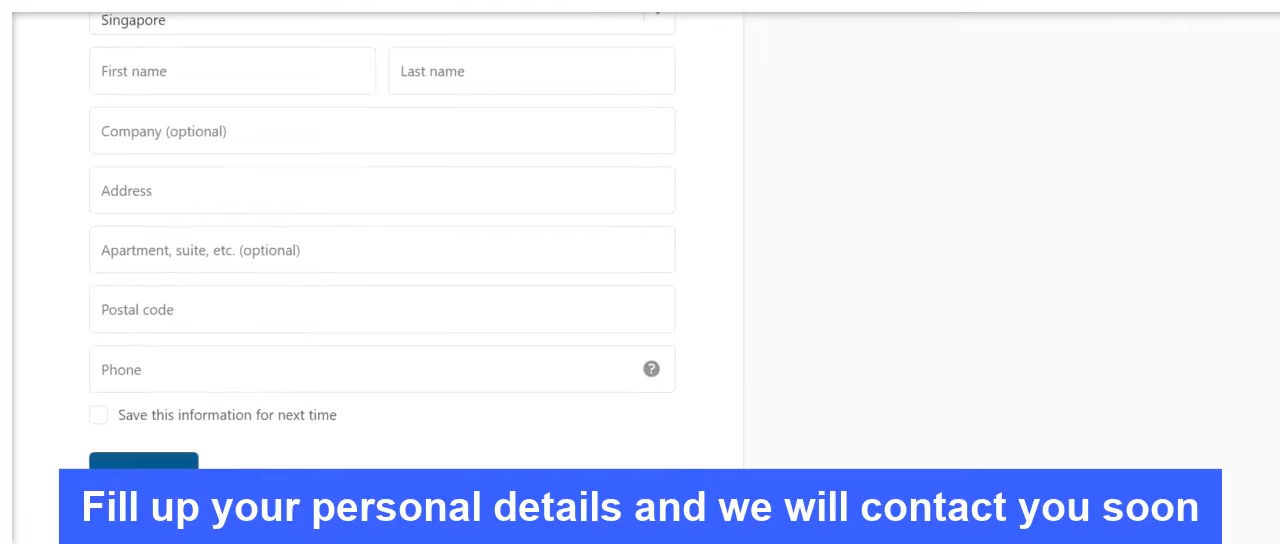 Singapore
First name
Last name
Company (optional)
Address
Apartment, suite, etc. (optional)
Postal code
Phone
?
Save this information for next time
Fill up your personal details and we will contact you soon